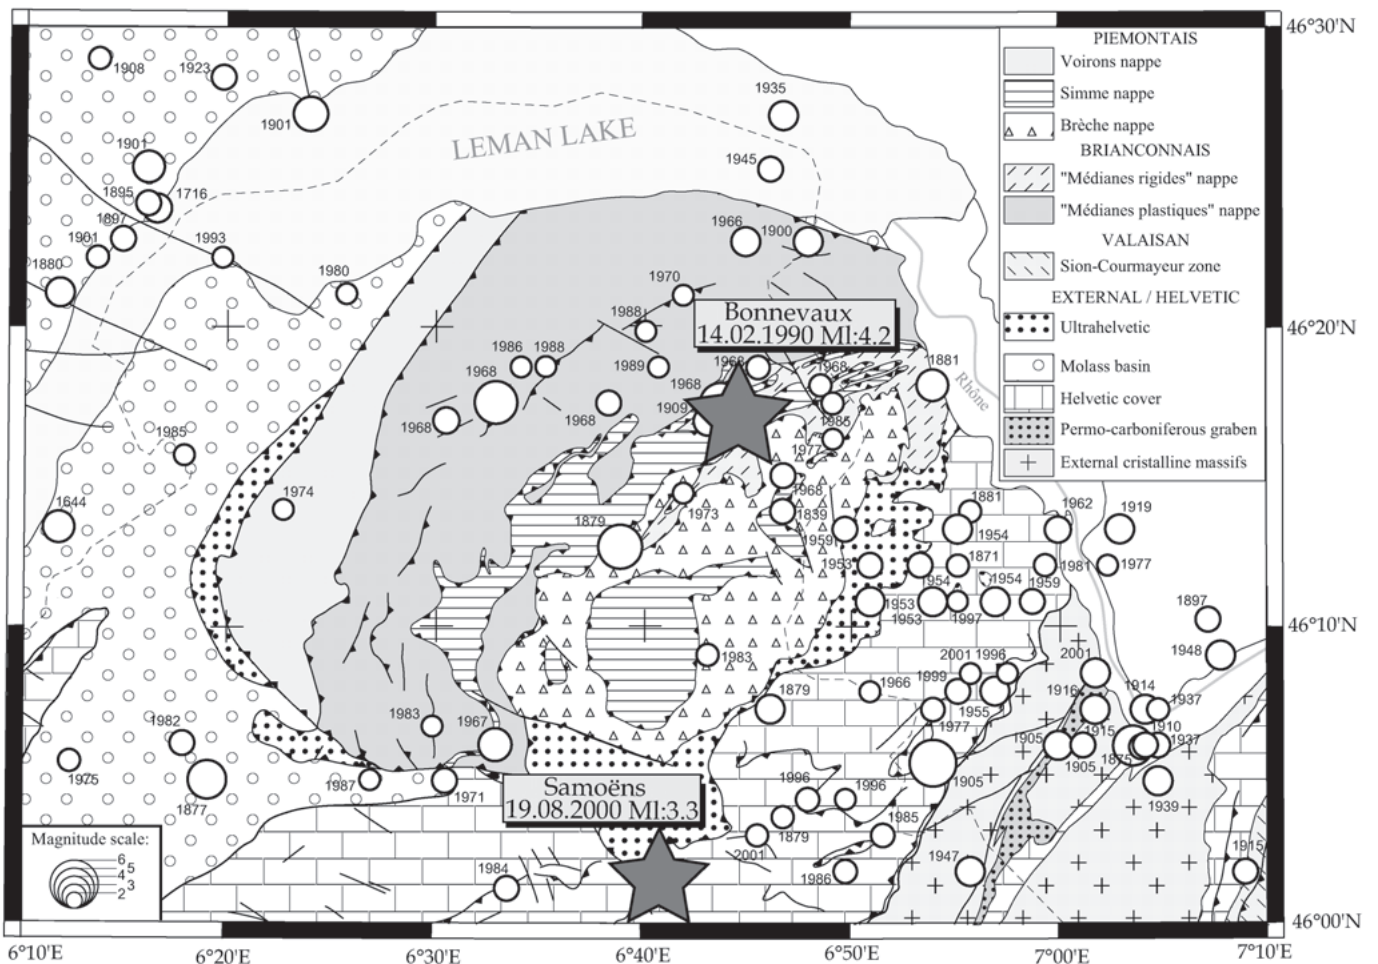 46°30'N
PIEMONTAIS
Voirons nappe
Simme nappe
Brèche nappe
BRIANCONNAIS
"Médianes rigides" nappe
"Médianes plastiques" nappe
VALAISAN
Sion-Courmayeur zone
EXTERNAL / HELVETIC
Ultrahelvetic
Molass basin
Helvetic cover
Permo-carboniferous graben
External cristalline massifs
1908
1923
1901
1935
LEMAN LAKE
1901
1945
1895
1716
1897
1966
1900
1901
1993
1880
1980
1970
Bonnevaux
14.02.1990 Ml:4.2
46°20'N
1988
1986
1988
1989
1968
1968
1881
Rhône
1968
1968
1909
1968
1968
1985
1977
1985
1974
1968
1644
1973
1839
1881
1962
1919
1879
1959
1954
1953
1871
1981
1977
1954
1954
1959
1953
1953
1997
1897
46°10'N
1983
2001
1996
2001
1948
1966
1999
1879
1916
1914
1937
1955
1977
1983
1967
1982
1905
1915
1910
1937
1875
1975
1987
1971
1905
1905
1877
1939
Samoëns
19.08.2000 Ml:3.3
1996
1996
1985
1879
2001
1984
1986
1947
1915
Magnitude scale:
6
5
4
3
2
46°00'N
6°10'E
6°20'E
6°30'E
6°40'E
6°50'E
7°00'E
7°10'E